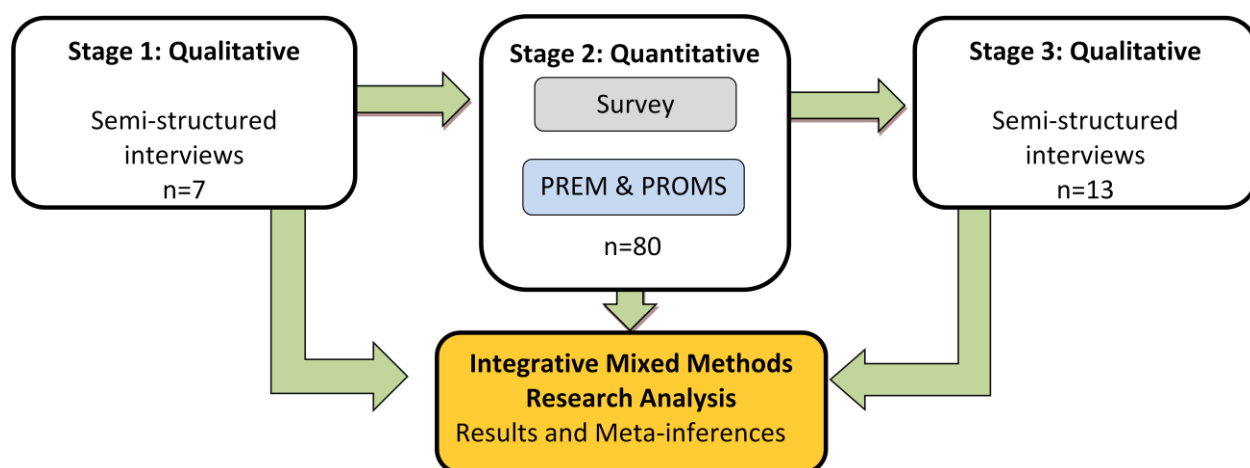 Stage 1: Qualitative
Semi-structured
interviews
n=7
Stage 2: Quantitative
Survey
PREM & PROMS
n=80
Stage 3: Qualitative
Semi-structured
interviews
n=13
Integrative Mixed Methods
Research Analysis
Results and Meta-inferences